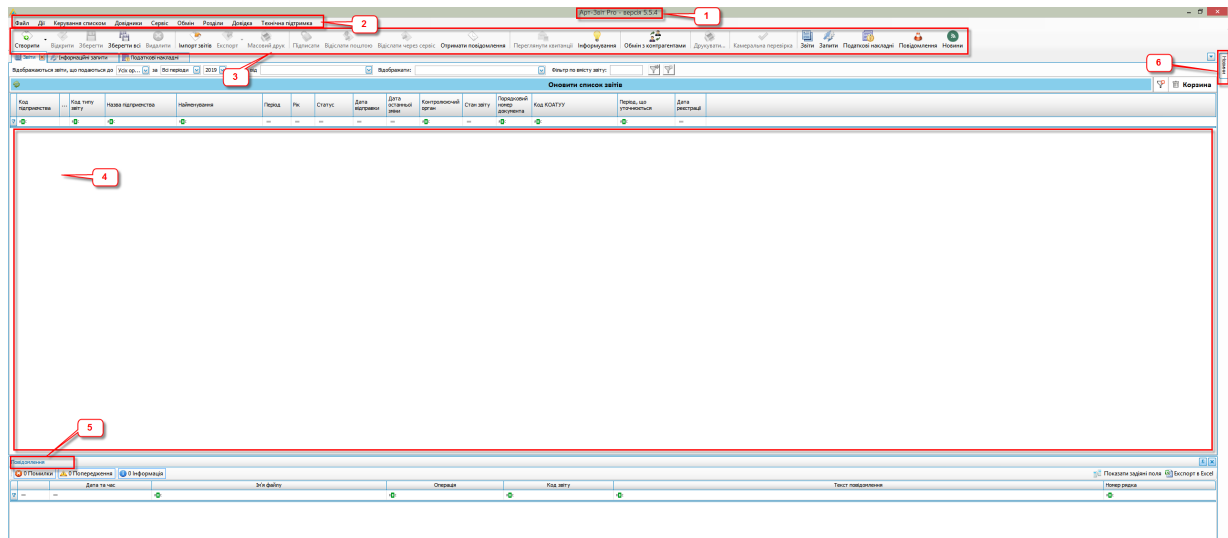 Арт-Звіт Pro - версія 5.5.4
1
Файл Дії Керування списком Довідники Сервіс Обмін Розділи Довідка Технічна підтримка
2
Створити Відкрити Зберегти Зберегти всі Видалити Імпорт звітів Експорт Масовий друк Підписати Відіслати поштою Відіслати через сервіс Отримати повідомлення Переглянути квитанції Інформування Обмін з контрагентами Друкувати... Камеральна перевірка Звіти Запити Податкові накладні Повідомлення Новини
3
6
Новини
Звіти Інформаційні запити Податкові накладні
Відображаються звіти, що подаються до Усіх ор... за Всі періоди 2019 від Відображати: Фільтр по вмісту звіту:
Оновити список звітів Корзина
Код підприємства ... Код типу звіту Назва підприємства Найменування Період Рік Статус Дата відправки Дата останньої зміни Контролюючий орган Стан звіту Порядковий номер документа Код КОАТУУ Період, що уточнюється Дата реєстрації
4
5
Повідомлення
0 Помилки 0 Попередження 0 Інформація Показати задіяні поля Експорт в Excel
Дата та час Ім'я файлу Операція Код звіту Текст повідомлення Номер рядка